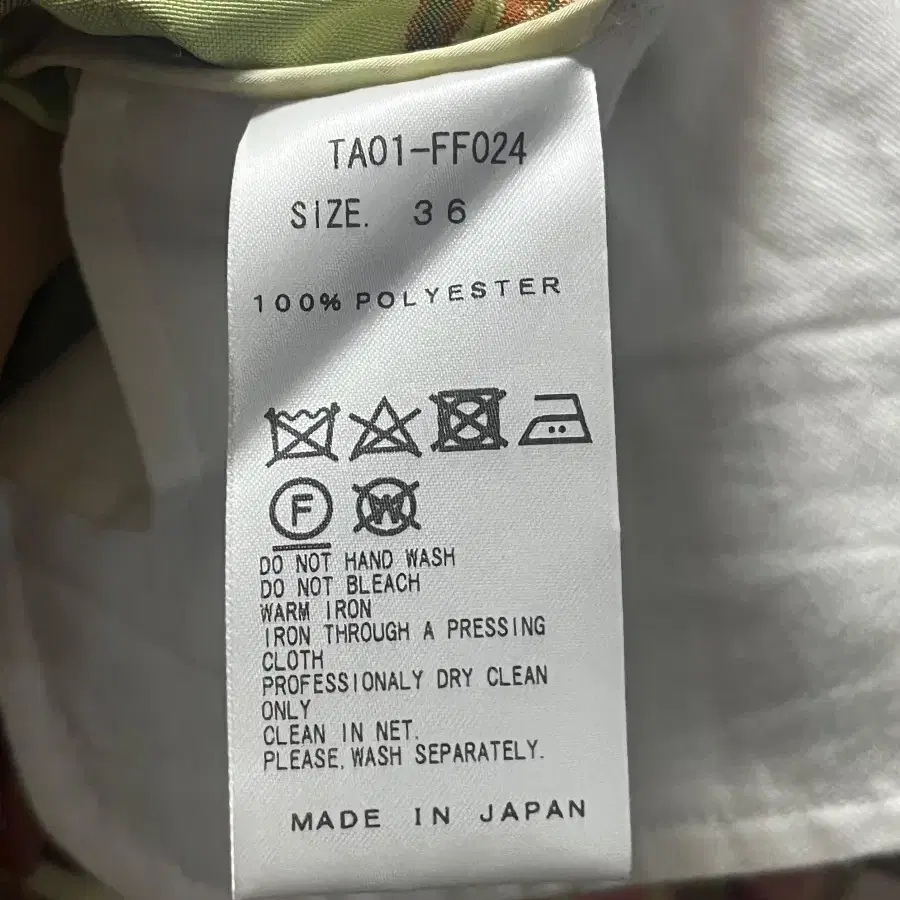 TA01-FF024
SIZE. 36
100% POLYESTER
F W
DO NOT HAND WASH
DO NOT BLEACH
WARM IRON
IRON THROUGH A PRESSING
CLOTH
PROFESSIONALY DRY CLEAN
ONLY
CLEAN IN NET.
PLEASE, WASH SEPARATELY.
MADE IN JAPAN